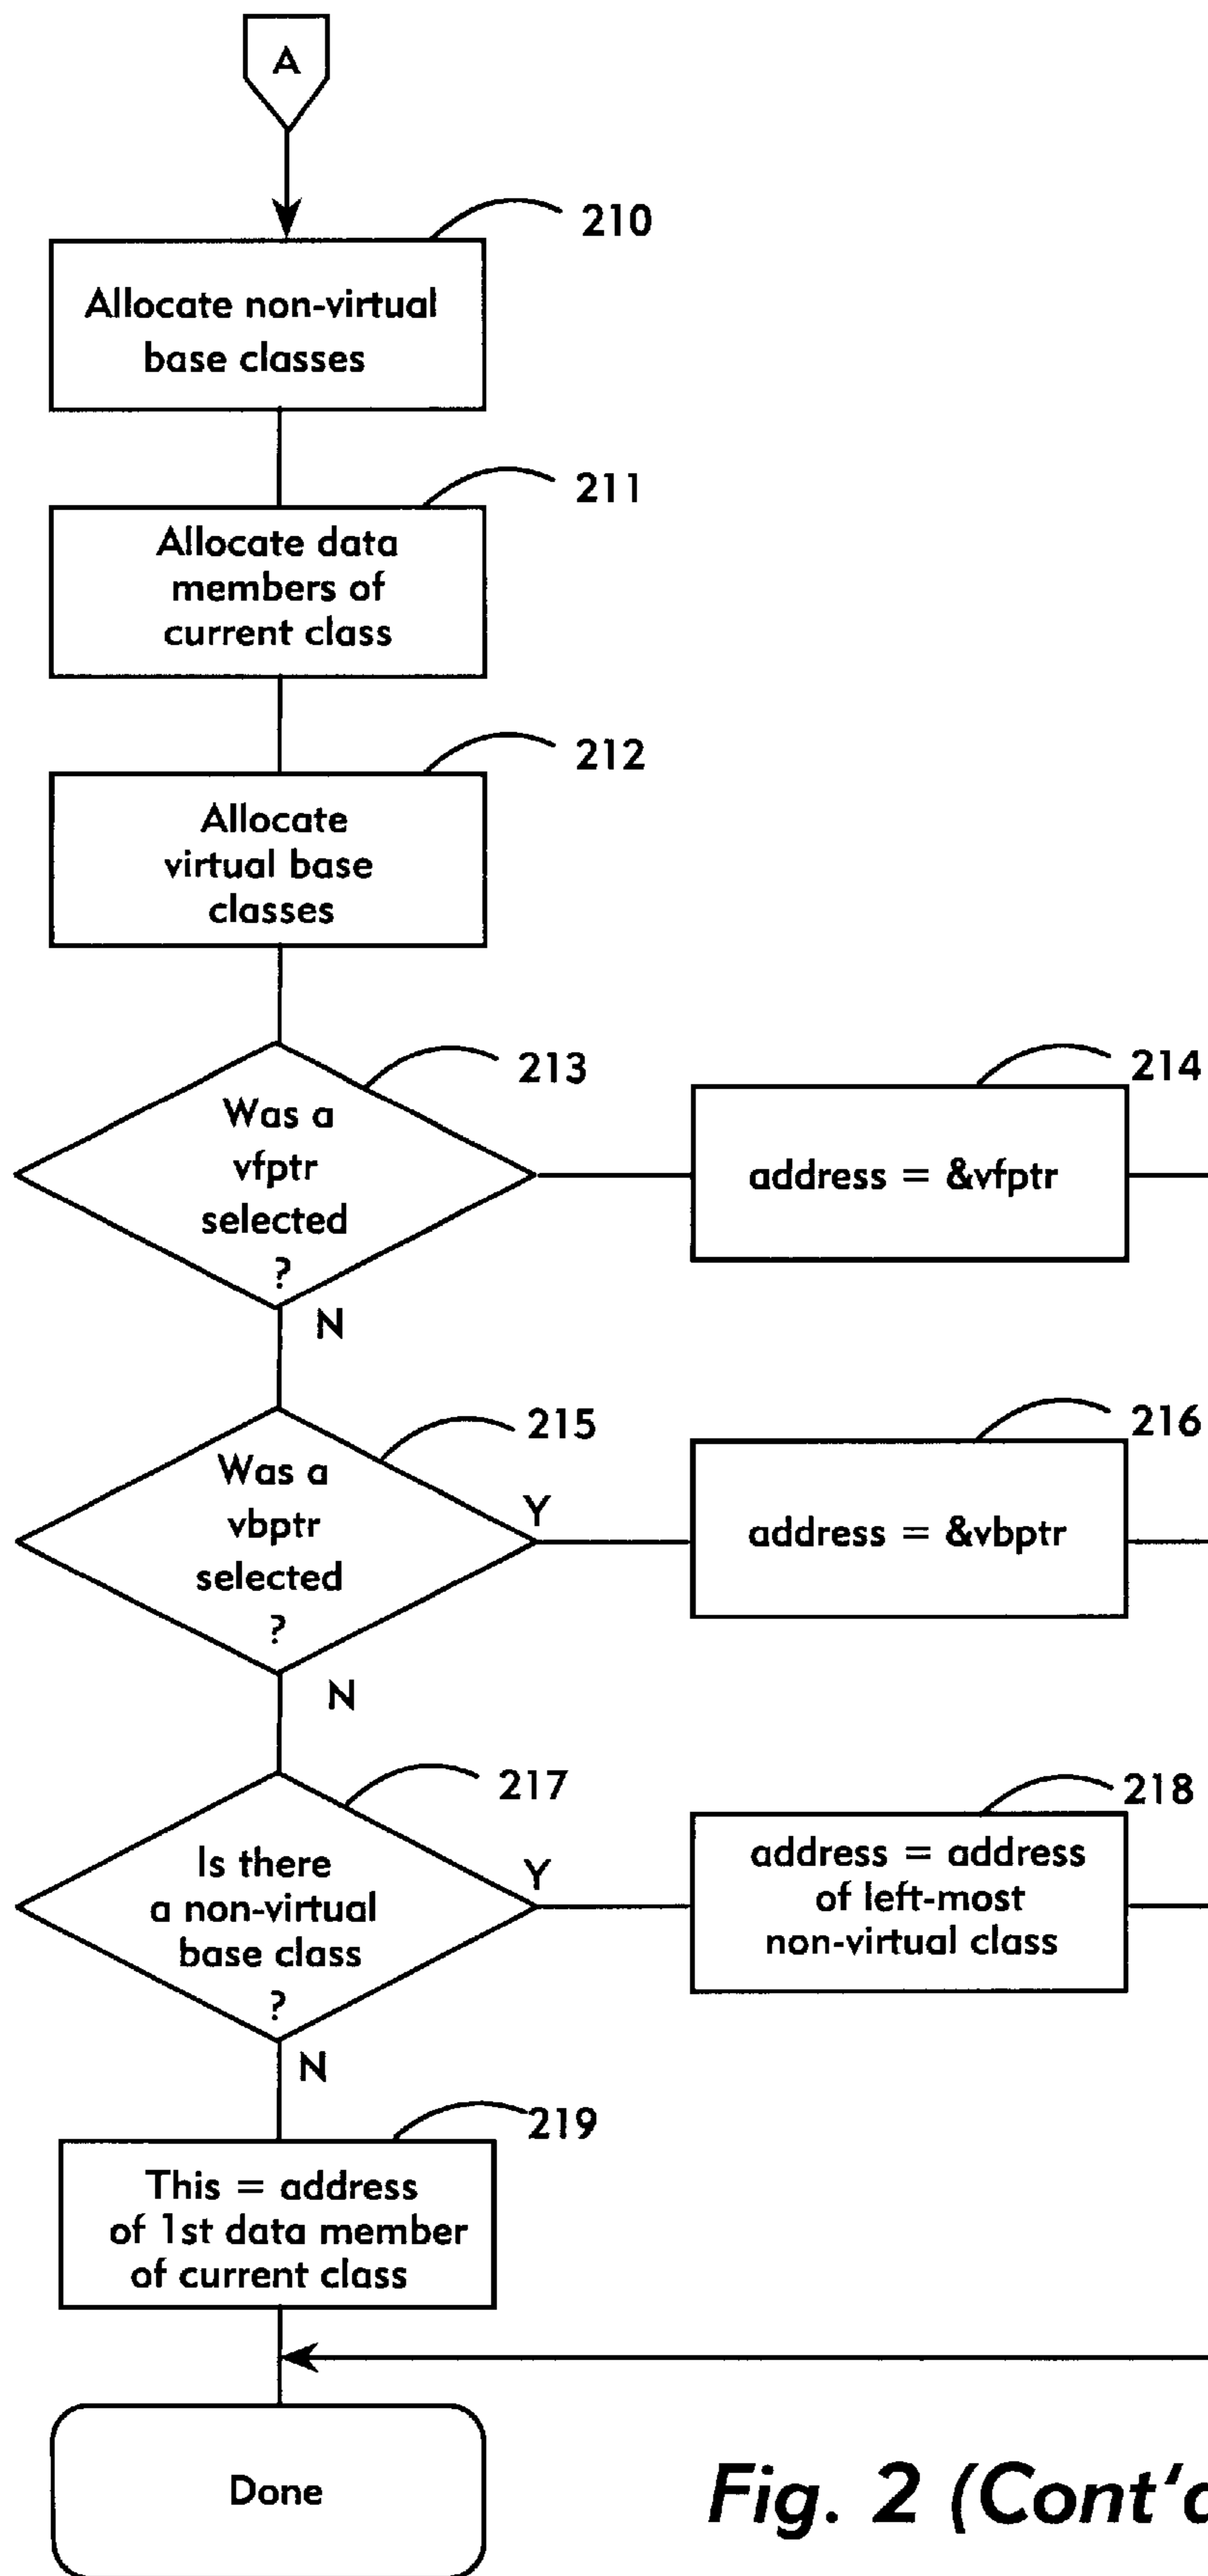 A
210
Allocate non-virtual
base classes
211
Allocate data
members of
current class
212
Allocate
virtual base
classes
213
Was a
vfptr
selected
?
N
214
address = &vfptr
215
Was a
vbptr
selected
?
Y
N
216
address = &vbptr
217
Is there
a non-virtual
base class
?
Y
N
218
address = address
of left-most
non-virtual class
219
This = address
of 1st data member
of current class
Done
Fig. 2 (Cont'd